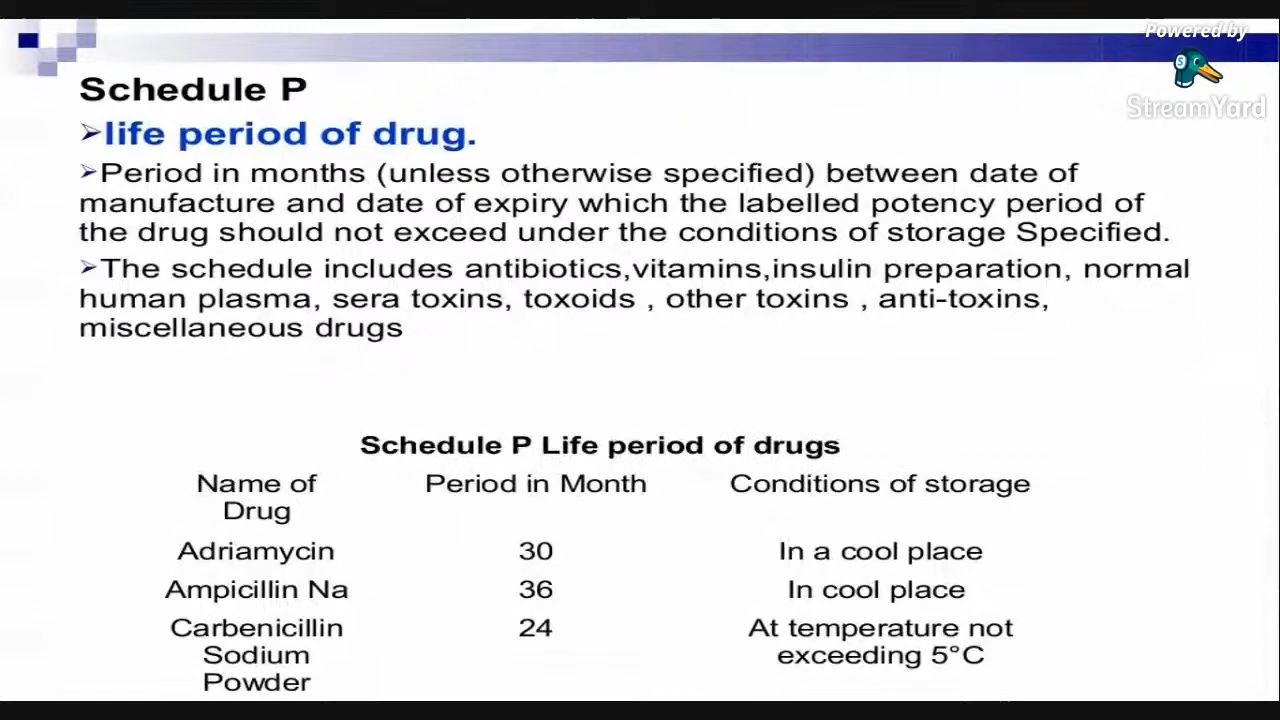 Powered by
StreamYard
Schedule P
➢life period of drug.
➢Period in months (unless otherwise specified) between date of
manufacture and date of expiry which the labelled potency period of
the drug should not exceed under the conditions of storage Specified.
➢The schedule includes antibiotics,vitamins,insulin preparation, normal
human plasma, sera toxins, toxoids , other toxins , anti-toxins,
miscellaneous drugs
Schedule P Life period of drugs
Name of Drug Period in Month Conditions of storage
Adriamycin 30 In a cool place
Ampicillin Na 36 In cool place
Carbenicillin 24 At temperature not
Sodium exceeding 5°C
Powder